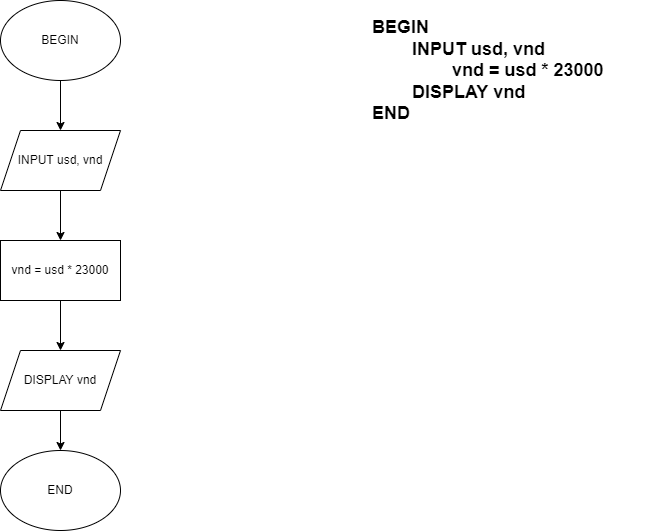 BEGIN
INPUT usd, vnd
vnd = usd * 23000
DISPLAY vnd
END
BEGIN
INPUT usd, vnd
vnd = usd * 23000
DISPLAY vnd
END